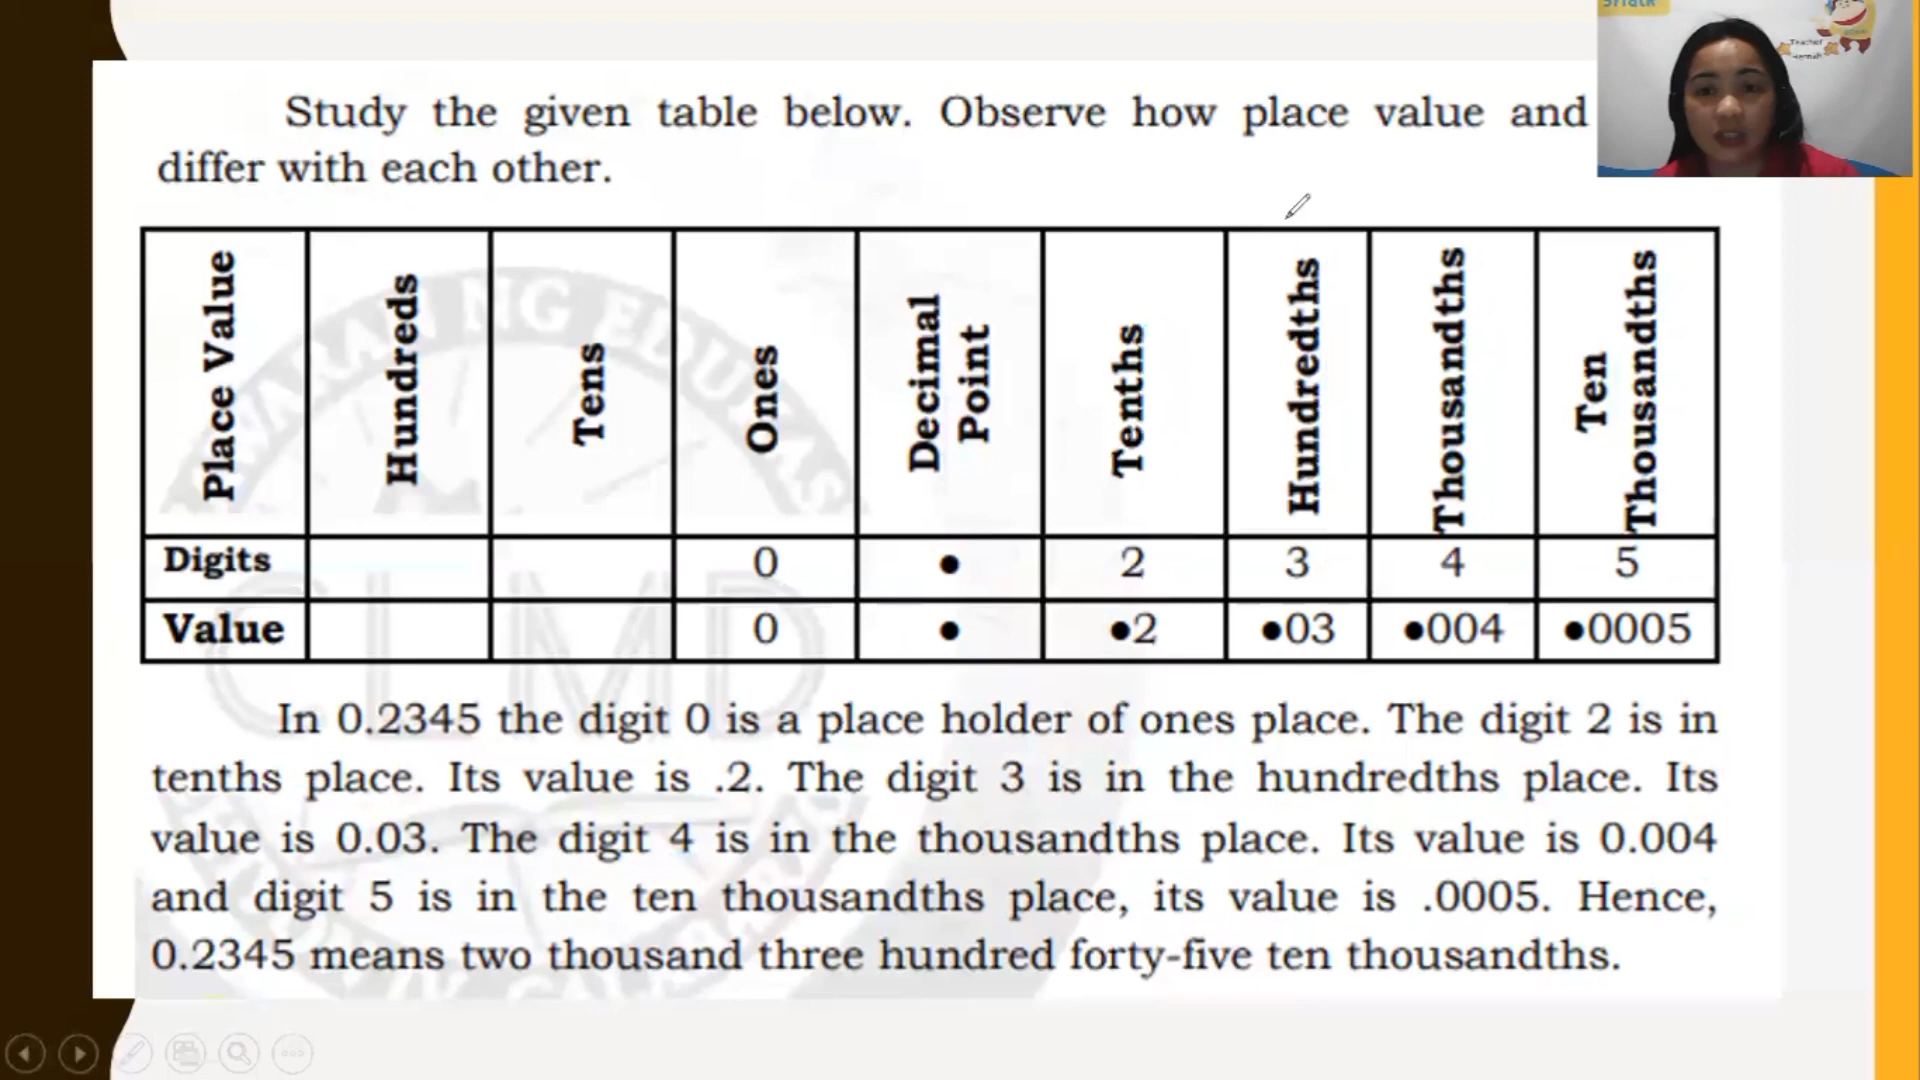 Study the given table below. Observe how place value and
differ with each other.
Place Value Hundreds Tens Ones Decimal Point Tenths Hundredths Thousandths Ten Thousandths
Digits 0 ● 2 3 4 5
Value 0 ● ●2 ●03 ●004 ●0005
In 0.2345 the digit 0 is a place holder of ones place. The digit 2 is in
tenths place. Its value is .2. The digit 3 is in the hundredths place. Its
value is 0.03. The digit 4 is in the thousandths place. Its value is 0.004
and digit 5 is in the ten thousandths place, its value is .0005. Hence,
0.2345 means two thousand three hundred forty-five ten thousandths.
CLMD
Teacher